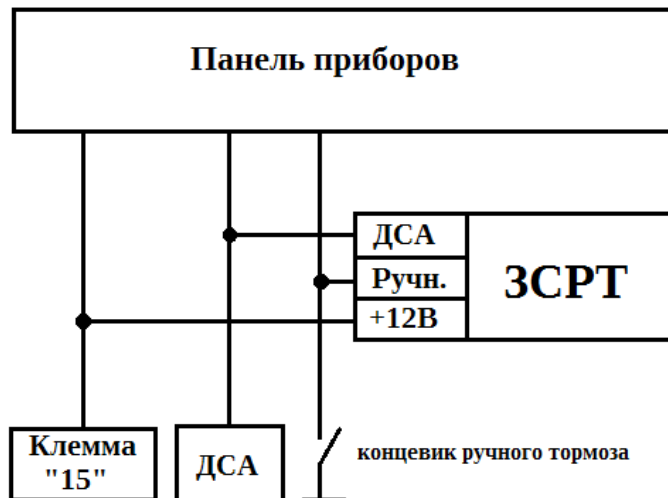 Панель приборов
ДСА
Ручн.
ЗСРТ
+12В
Клемма
"15"
ДСА
концевик ручного тормоза